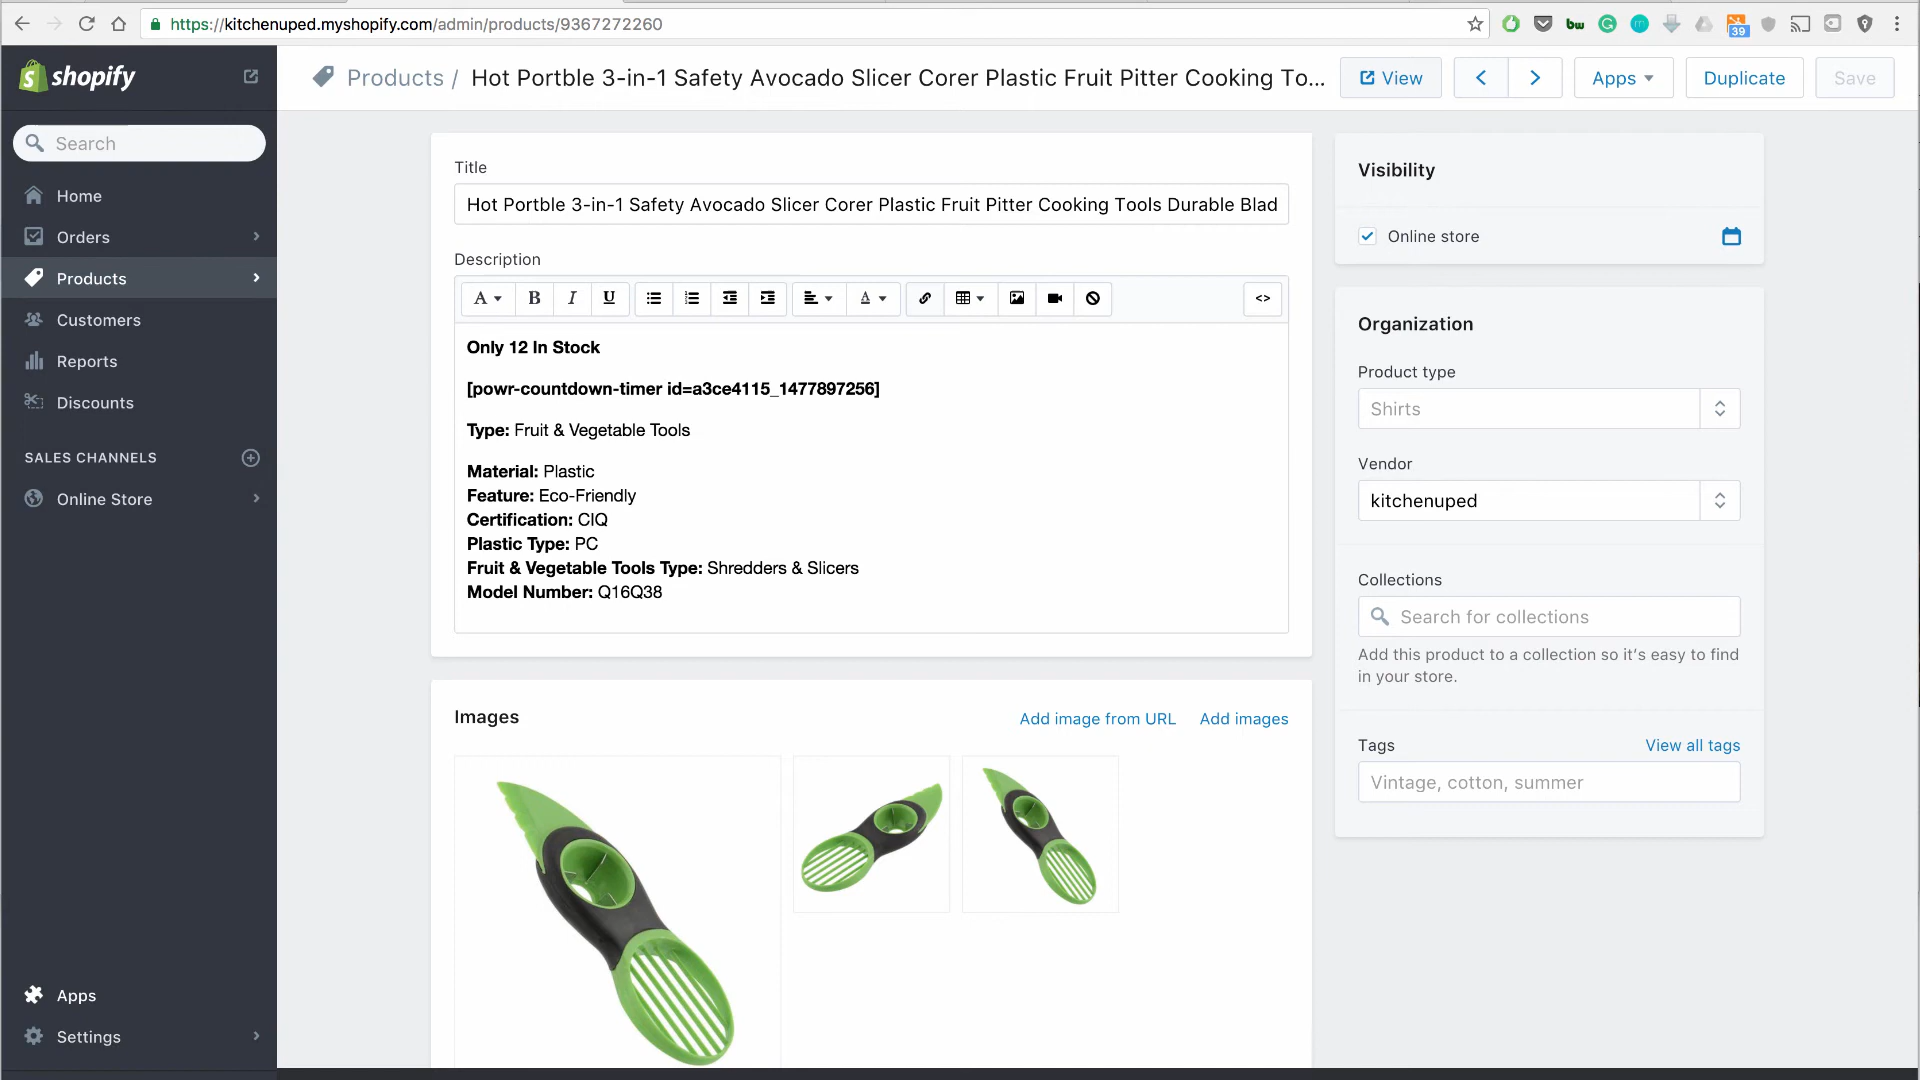 https://kitchenuped.myshopify.com/admin/products/9367272260
bw
39
shopify
Products / Hot Portble 3-in-1 Safety Avocado Slicer Corer Plastic Fruit Pitter Cooking To...
View
Apps
Duplicate
Save
Search
Home
Orders
Products
Customers
Reports
Discounts
SALES CHANNELS
Online Store
Apps
Settings
Title
Hot Portble 3-in-1 Safety Avocado Slicer Corer Plastic Fruit Pitter Cooking Tools Durable Blad
Description
A
B
I
U
A
<>
Only 12 In Stock
[powr-countdown-timer id=a3ce4115_1477897256]
Type: Fruit & Vegetable Tools
Material: Plastic
Feature: Eco-Friendly
Certification: CIQ
Plastic Type: PC
Fruit & Vegetable Tools Type: Shredders & Slicers
Model Number: Q16Q38
Images
Add image from URL
Add images
Visibility
Online store
Organization
Product type
Shirts
Vendor
kitchenuped
Collections
Search for collections
Add this product to a collection so it's easy to find
in your store.
Tags
View all tags
Vintage, cotton, summer